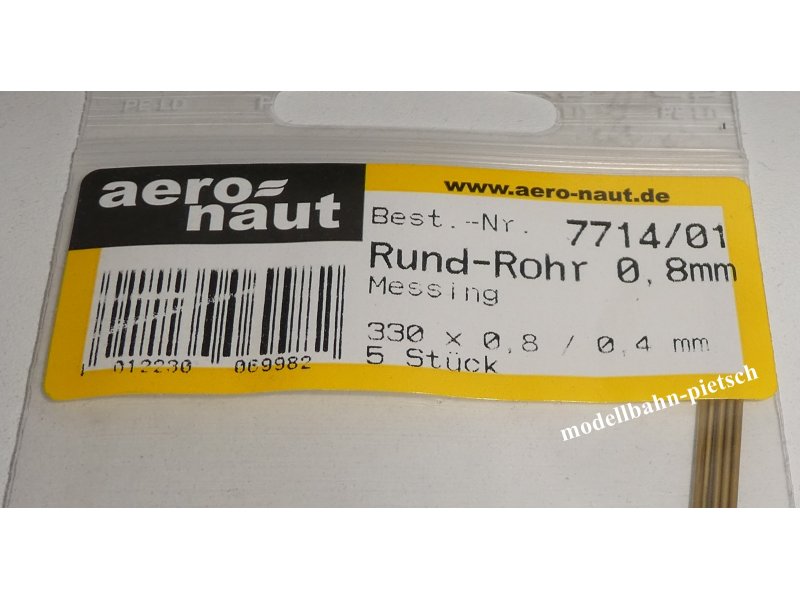 aero-
naut
www.aero-naut.de
Best.-Nr. 7714/01
Rund-Rohr 0,8mm
Messing
330 x 0,8 / 0,4 mm
5 Stück
4 012230 069982
modellbahn-pietsch